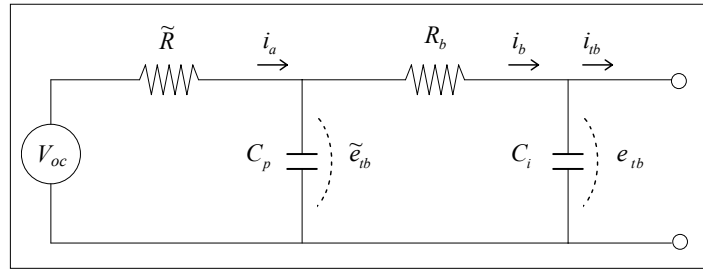 R̃ i_a R_b i_b i_tb
V_oc C_p ẽ_tb C_i e_tb